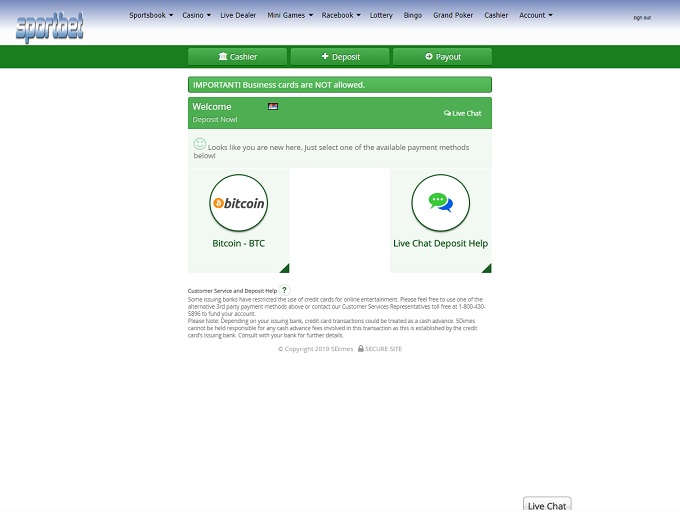 sportbet
Sportsbook Casino Live Dealer Mini Games Racebook Lottery Bingo Grand Poker Cashier Account
sign out
Cashier Deposit Payout
IMPORTANT! Business cards are NOT allowed.
Welcome
Deposit Now!
Live Chat
Looks like you are new here. Just select one of the available payment methods
below!
bitcoin
Bitcoin - BTC
Live Chat Deposit Help
Customer Service and Deposit Help ?
Some issuing banks have restricted the use of credit cards for online entertainment. Please feel free to use one of the
alternative 3rd party payment methods above or contact our Customer Services Representatives toll free at 1-800-430-
5896 to fund your account.
Please Note: Depending on your issuing bank, credit card transactions could be treated as a cash advance. 5Dimes
cannot be held responsible for any cash advance fees involved in this transaction as this is established by the credit
card's issuing bank. Consult with your bank for further details.
© Copyright 2019 5Dimes SECURE SITE
Live Chat